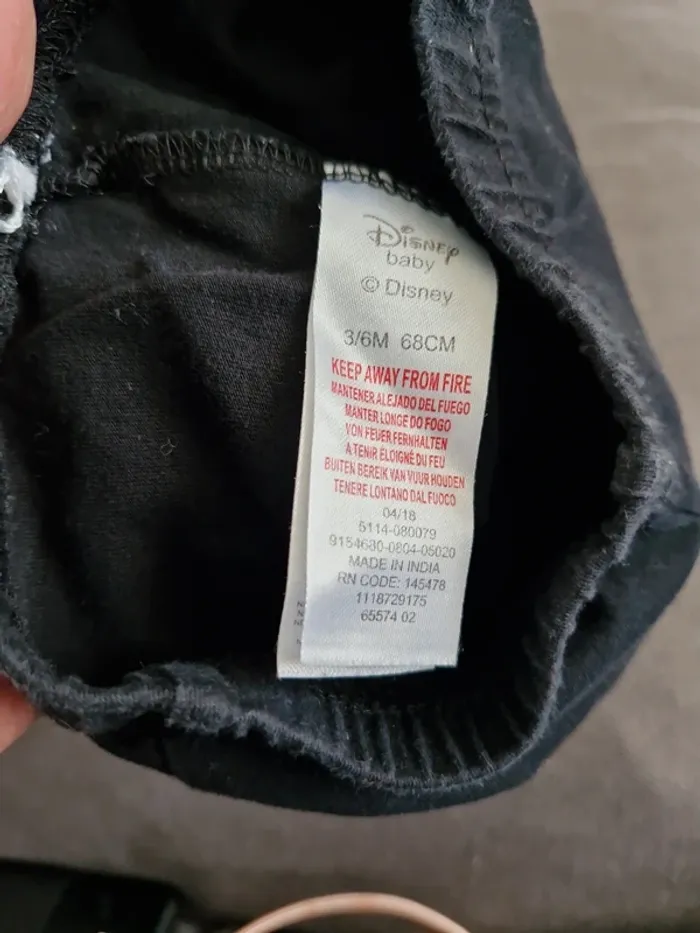 Disney
baby
© Disney
3/6M 68CM
KEEP AWAY FROM FIRE
MANTENER ALEJADO DEL FUEGO
MANTER LONGE DO FOGO
VON FEUER FERNHALTEN
A TENIR ÉLOIGNÉ DU FEU
BUITEN BEREIK VAN VUUR HOUDEN
TENERE LONTANO DAL FUOCO
04/18
5114-080079
9154680-0804-05020
MADE IN INDIA
RN CODE: 145478
1118729175
65574 02